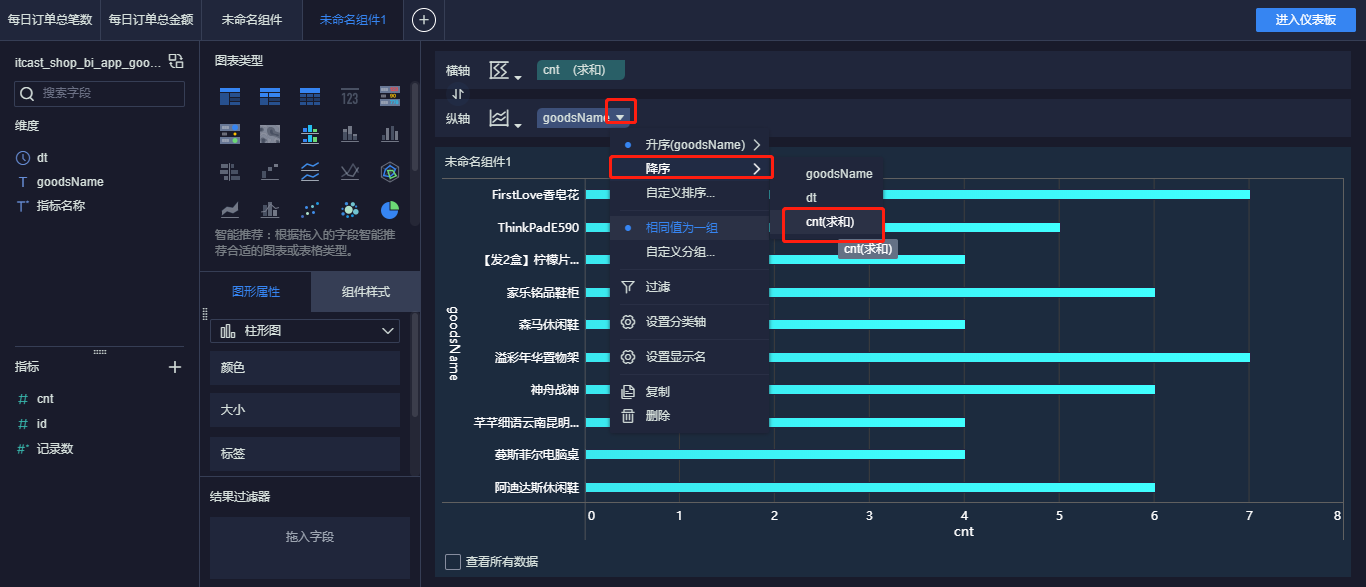 每日订单总笔数
每日订单总金额
未命名组件
未命名组件1
进入仪表板
itcast_shop_bi_app_goo...
搜索字段
维度
dt
T goodsName
T* 指标名称
指标
cnt
id
记录数
图表类型
123
智能推荐：根据拖入的字段智能推
荐合适的图表或表格类型。
图形属性
组件样式
柱形图
颜色
大小
标签
结果过滤器
拖入字段
横轴
cnt (求和)
纵轴
goodsName
升序(goodsName)
降序
自定义排序...
相同值为一组
自定义分组...
过滤
设置分类轴
设置显示名
复制
删除
goodsName
dt
cnt(求和)
cnt(求和)
未命名组件1
goodsName
FirstLove香皂花
ThinkPadE590
【发2盒】柠檬片...
家乐铭品鞋柜
森马休闲鞋
溢彩年华置物架
神舟战神
芊芊细语云南昆明...
蒌斯菲尔电脑桌
阿迪达斯休闲鞋
0 1 2 3 4 5 6 7 8
cnt
查看所有数据